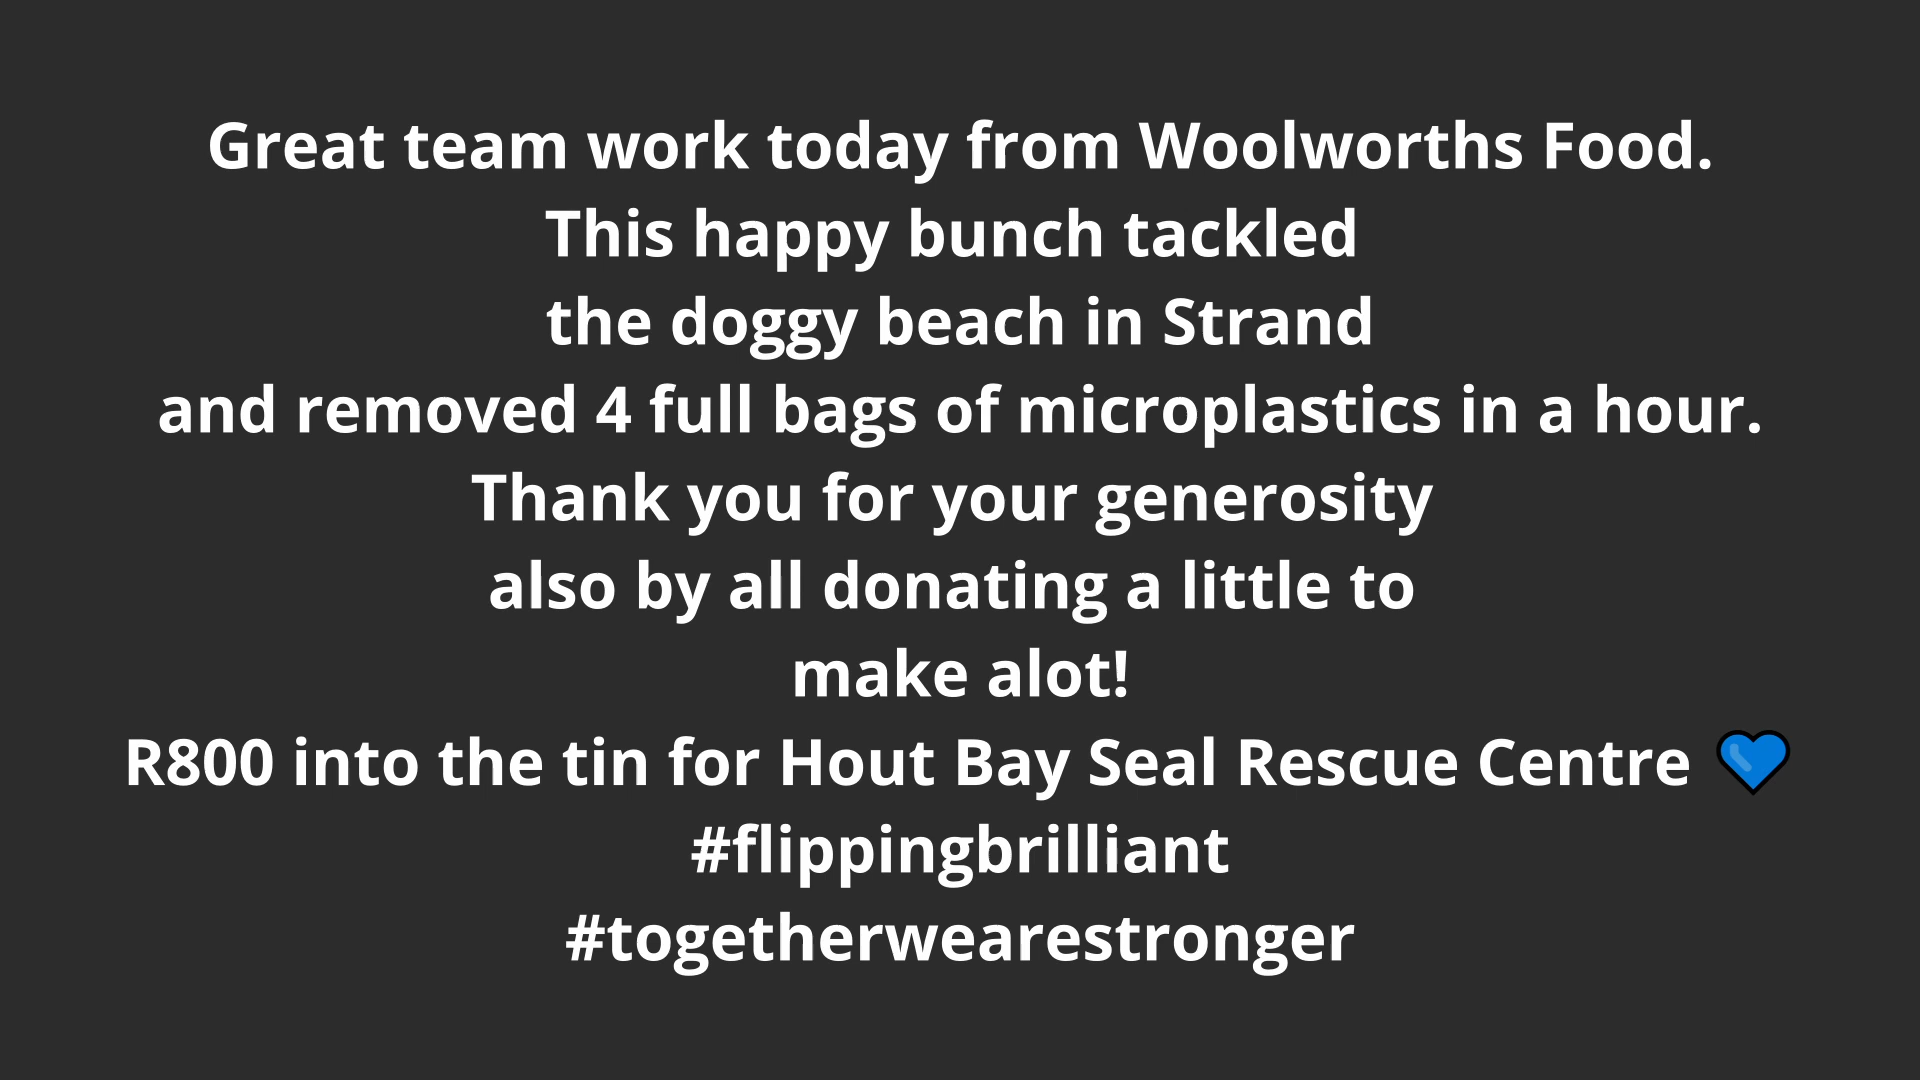 Great team work today from Woolworths Food.
This happy bunch tackled
the doggy beach in Strand
and removed 4 full bags of microplastics in a hour.
Thank you for your generosity
also by all donating a little to
make alot!
R800 into the tin for Hout Bay Seal Rescue Centre 💙
#flippingbrilliant
#togetherwearestronger